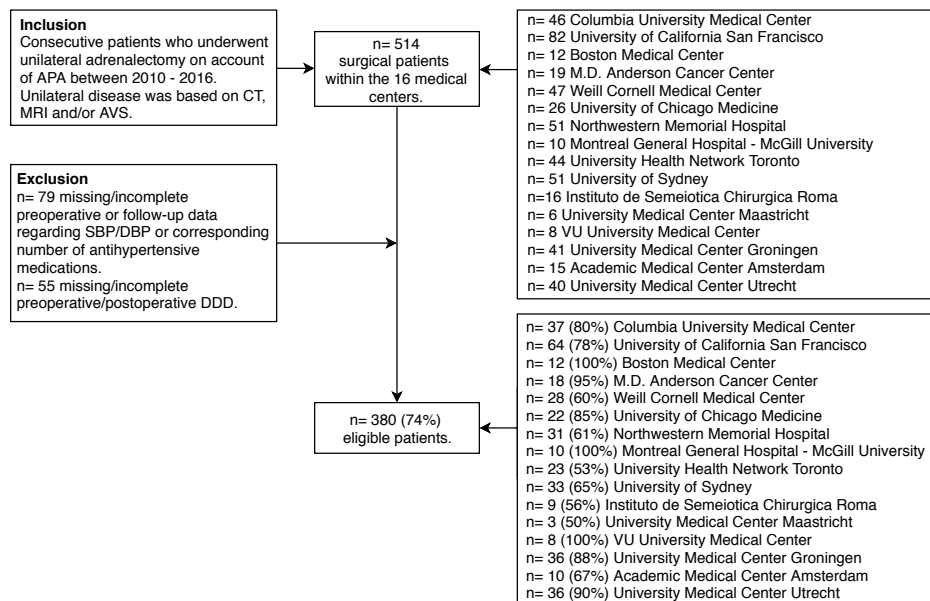 Inclusion
Consecutive patients who underwent
unilateral adrenalectomy on account
of APA between 2010 - 2016.
Unilateral disease was based on CT,
MRI and/or AVS.
n= 514
surgical patients
within the 16 medical
centers.
n= 46 Columbia University Medical Center
n= 82 University of California San Francisco
n= 12 Boston Medical Center
n= 19 M.D. Anderson Cancer Center
n= 47 Weill Cornell Medical Center
n= 26 University of Chicago Medicine
n= 51 Northwestern Memorial Hospital
n= 10 Montreal General Hospital - McGill University
n= 44 University Health Network Toronto
n= 51 University of Sydney
n=16 Instituto de Semeiotica Chirurgica Roma
n= 6 University Medical Center Maastricht
n= 8 VU University Medical Center
n= 41 University Medical Center Groningen
n= 15 Academic Medical Center Amsterdam
n= 40 University Medical Center Utrecht
Exclusion
n= 79 missing/incomplete
preoperative or follow-up data
regarding SBP/DBP or corresponding
number of antihypertensive
medications.
n= 55 missing/incomplete
preoperative/postoperative DDD.
n= 380 (74%)
eligible patients.
n= 37 (80%) Columbia University Medical Center
n= 64 (78%) University of California San Francisco
n= 12 (100%) Boston Medical Center
n= 18 (95%) M.D. Anderson Cancer Center
n= 28 (60%) Weill Cornell Medical Center
n= 22 (85%) University of Chicago Medicine
n= 31 (61%) Northwestern Memorial Hospital
n= 10 (100%) Montreal General Hospital - McGill University
n= 23 (53%) University Health Network Toronto
n= 33 (65%) University of Sydney
n= 9 (56%) Instituto de Semeiotica Chirurgica Roma
n= 3 (50%) University Medical Center Maastricht
n= 8 (100%) VU University Medical Center
n= 36 (88%) University Medical Center Groningen
n= 10 (67%) Academic Medical Center Amsterdam
n= 36 (90%) University Medical Center Utrecht